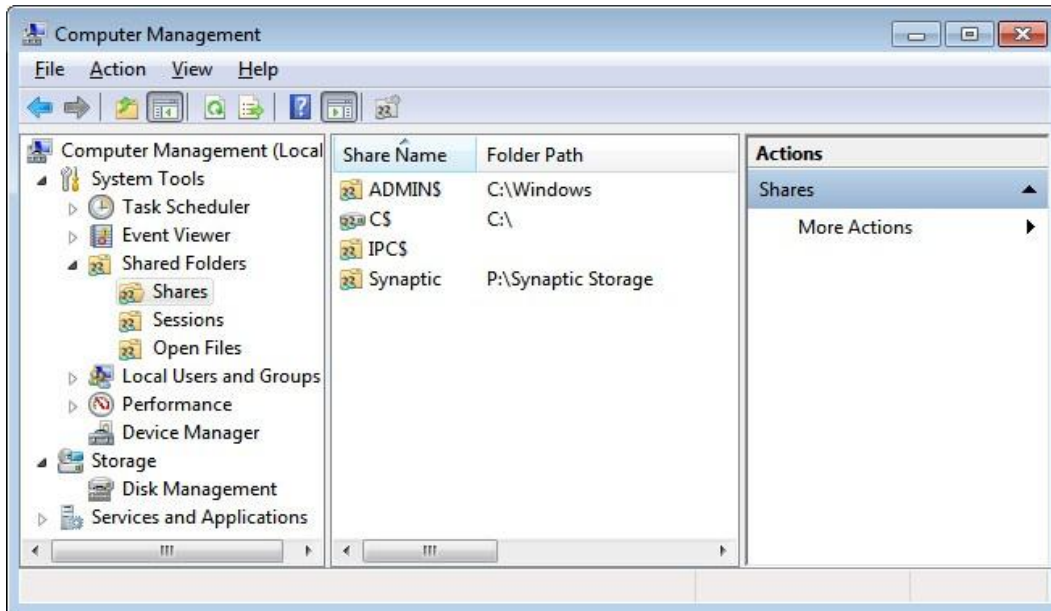 Computer Management
File Action View Help
Computer Management (Local
System Tools
Task Scheduler
Event Viewer
Shared Folders
Shares
Sessions
Open Files
Local Users and Groups
Performance
Device Manager
Storage
Disk Management
Services and Applications
Share Name Folder Path
ADMIN$ C:\Windows
C$ C:\
IPC$
Synaptic P:\Synaptic Storage
Actions
Shares
More Actions